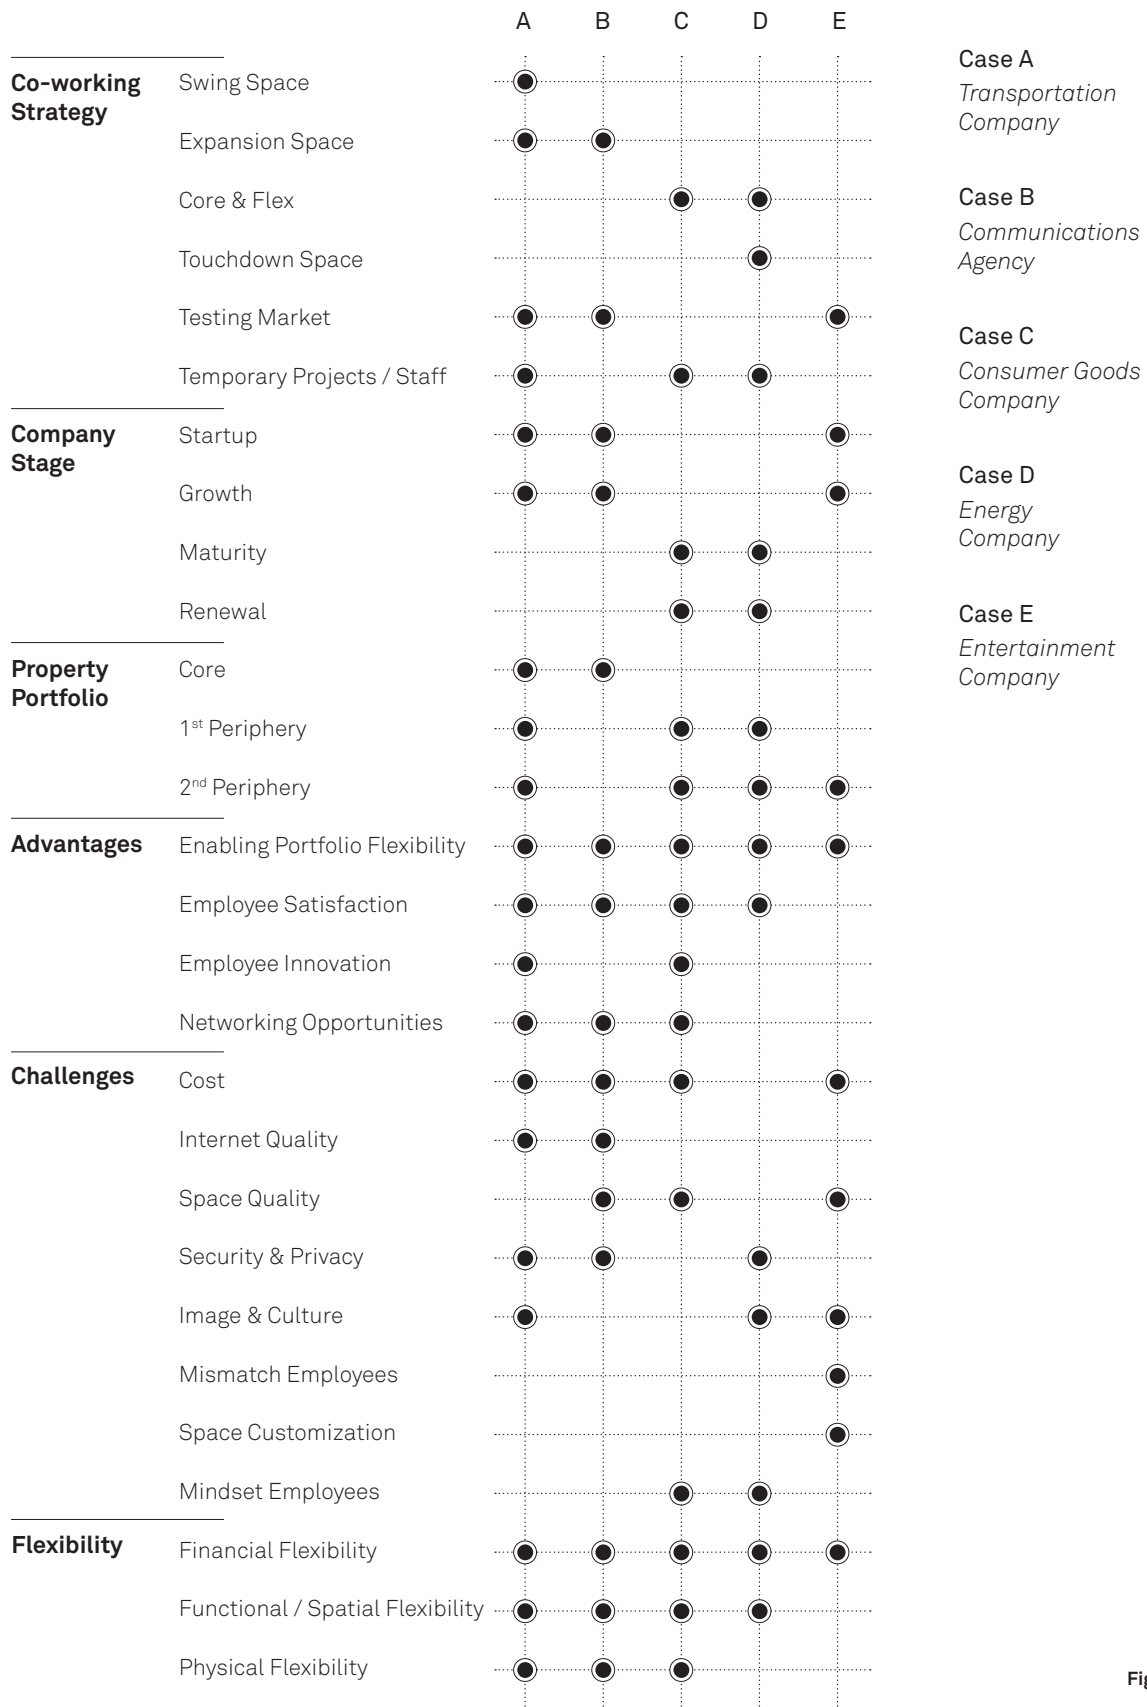 A B C D E
Co-working
Strategy
Swing Space
Expansion Space
Core & Flex
Touchdown Space
Testing Market
Temporary Projects / Staff
Company
Stage
Startup
Growth
Maturity
Renewal
Property
Portfolio
Core
1st Periphery
2nd Periphery
Advantages
Enabling Portfolio Flexibility
Employee Satisfaction
Employee Innovation
Networking Opportunities
Challenges
Cost
Internet Quality
Space Quality
Security & Privacy
Image & Culture
Mismatch Employees
Space Customization
Mindset Employees
Flexibility
Financial Flexibility
Functional / Spatial Flexibility
Physical Flexibility
Case A
Transportation
Company
Case B
Communications
Agency
Case C
Consumer Goods
Company
Case D
Energy
Company
Case E
Entertainment
Company